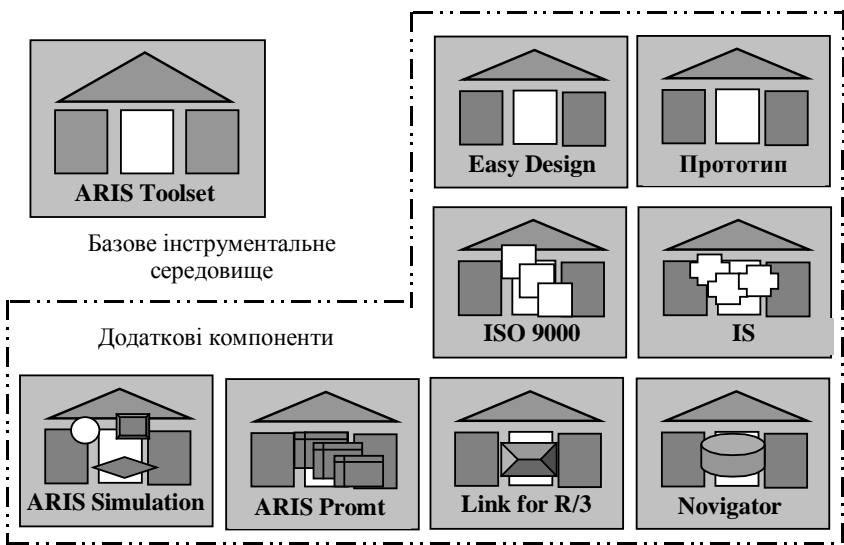 Easy Design
Прототип
ARIS Toolset
Базове інструментальне
середовище
ISO 9000
IS
Додаткові компоненти
ARIS Simulation
ARIS Promt
Link for R/3
Novigator